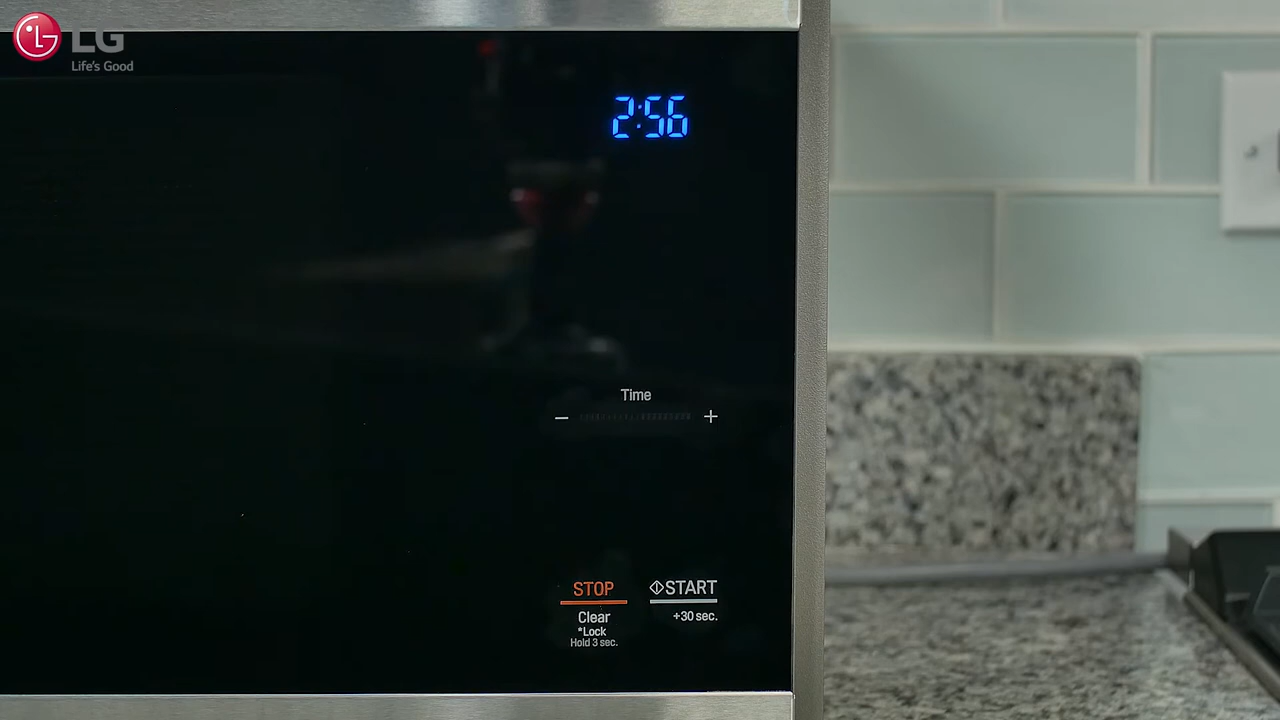 LG
Life's Good
2:56
Time
− +
STOP START
Clear +30 sec.
*Lock
Hold 3 sec.